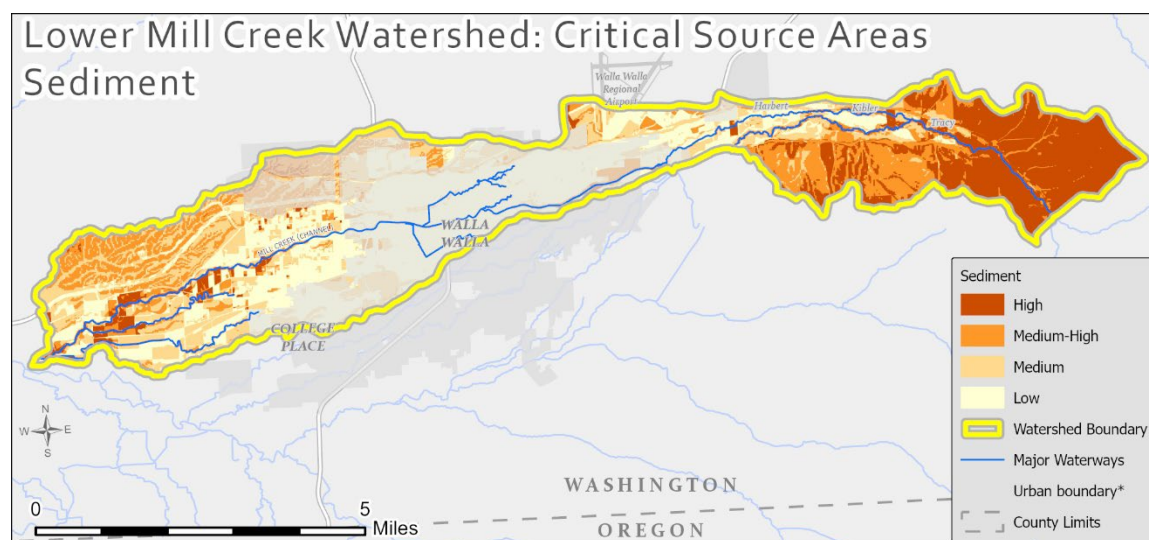 Lower Mill Creek Watershed: Critical Source Areas
Sediment
Walla Walla
Regional
Airport
Harbert
Kibler
Tracy
MILL CREEK (CHANNEL)
WALLA
WALLA
COLLEGE
PLACE
Sediment
High
Medium-High
Medium
Low
Watershed Boundary
Major Waterways
Urban boundary*
County Limits
N
W E
S
0 5
Miles
WASHINGTON
OREGON